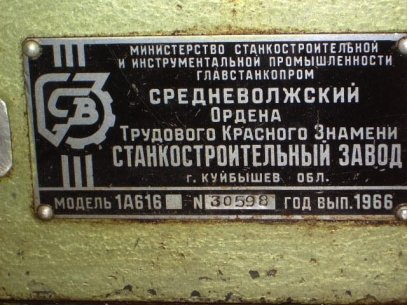 МИНИСТЕРСТВО СТАНКОСТРОИТЕЛЬНОЙ
И ИНСТРУМЕНТАЛЬНОЙ ПРОМЫШЛЕННОСТИ
ГЛАВСТАНКОПРОМ
СВЗ
СРЕДНЕВОЛЖСКИЙ
ОРДЕНА
ТРУДОВОГО КРАСНОГО ЗНАМЕНИ
СТАНКОСТРОИТЕЛЬНЫЙ ЗАВОД
г. КУЙБЫШЕВ ОБЛ.
МОДЕЛЬ 1А616 N 30598 ГОД ВЫП. 1966